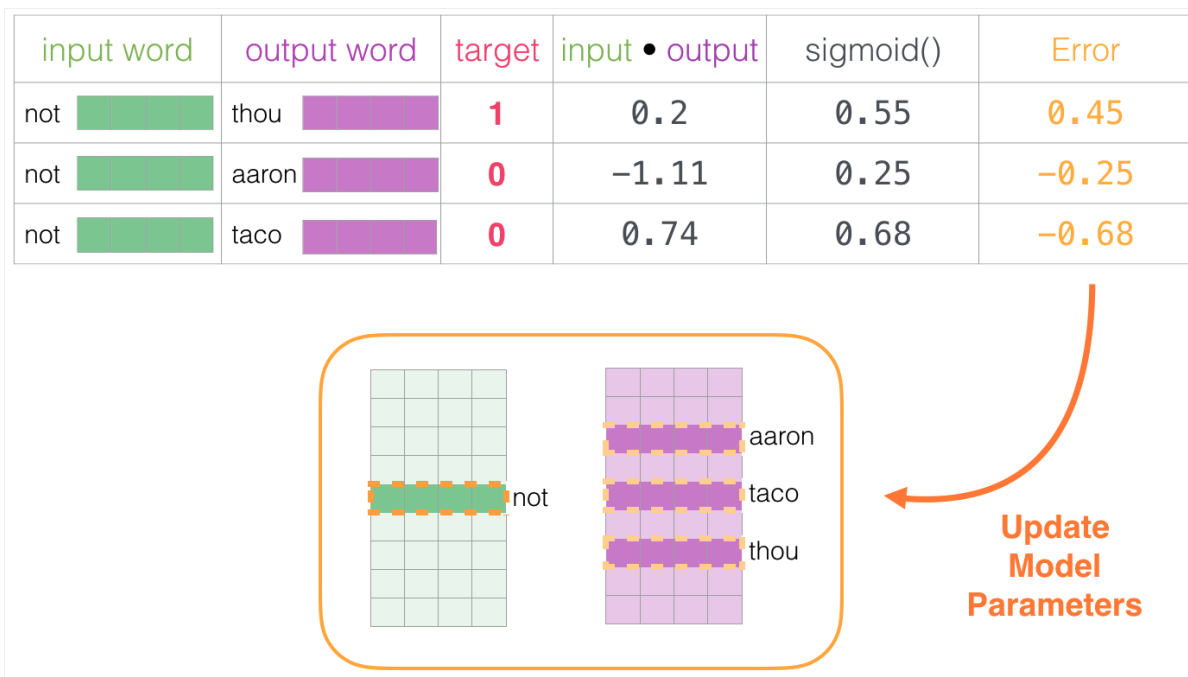 input word output word target input • output sigmoid() Error
not thou 1 0.2 0.55 0.45
not aaron 0 -1.11 0.25 -0.25
not taco 0 0.74 0.68 -0.68
aaron
not taco
thou
Update
Model
Parameters